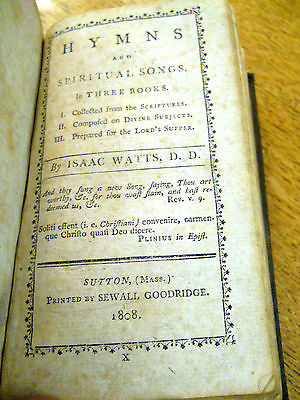 HYMNS
AND
SPIRITUAL SONGS.
In THREE BOOKS.
I. Collected from the SCRIPTURES.
II. Composed on DIVINE SUBJECTS.
III. Prepared for the LORD'S SUPPER.
By ISAAC WATTS, D. D.
And they sung a new Song, saying, Thou art
worthy, &c. for thou wast slain, and hast re-
deemed us, &c. Rev. v. 9.
Soliti essent (i. e. Christiani) convenire, carmen-
que Christo quasi Deo dicere.
PLINIUS in Epist.
SUTTON, (MASS.)
PRINTED BY SEWALL GOODRIDGE.
1808.
X